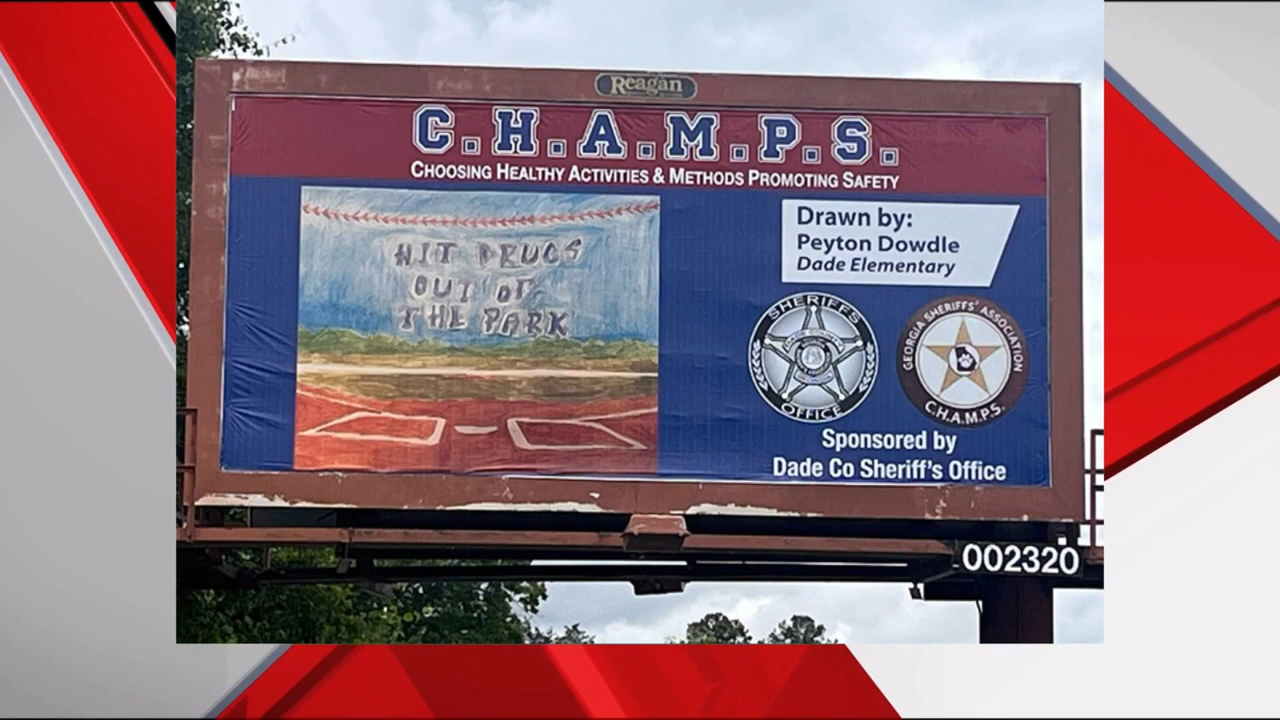 Reagan
C.H.A.M.P.S.
CHOOSING HEALTHY ACTIVITIES & METHODS PROMOTING SAFETY
HIT DRUGS
OUT OF
THE PARK
Drawn by:
Peyton Dowdle
Dade Elementary
SHERIFFS
OFFICE
GEORGIA SHERIFFS' ASSOCIATION
C.H.A.M.P.S.
Sponsored by
Dade Co Sheriff's Office
002320